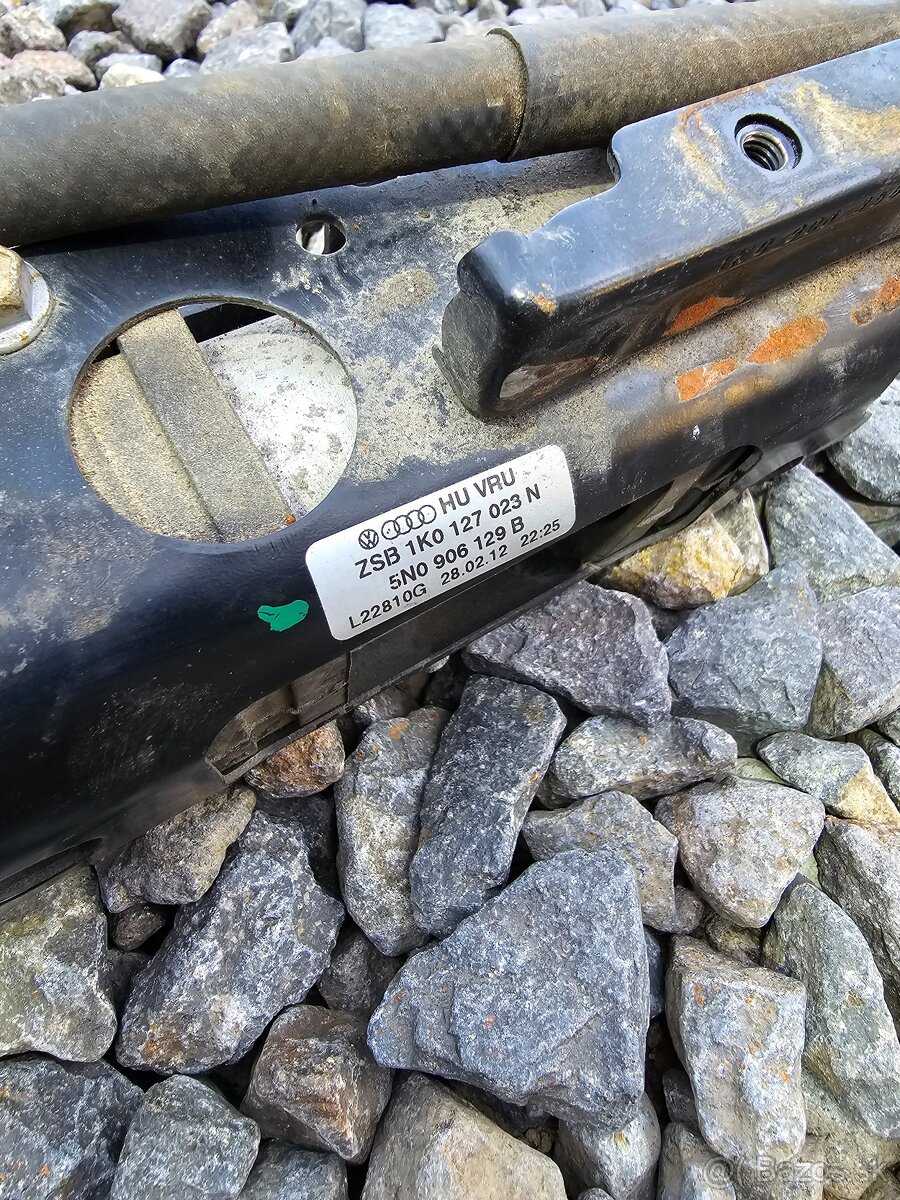 HU VRU
ZSB 1K0 127 023 N
5N0 906 129 B
L22810G 28.02.12 22:25